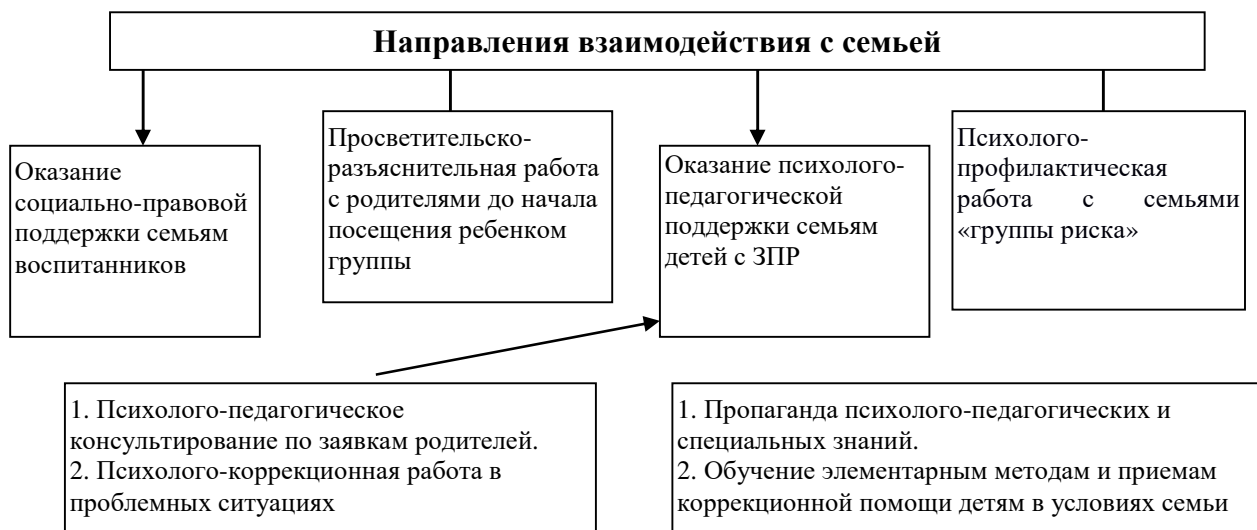 Направления взаимодействия с семьей
Оказание
социально-правовой
поддержки семьям
воспитанников
Просветительско-
разъяснительная работа
с родителями до начала
посещения ребенком
группы
Оказание психолого-
педагогической
поддержки семьям
детей с ЗПР
Психолого-
профилактическая
работа с семьями
«группы риска»
1. Психолого-педагогическое
консультирование по заявкам родителей.
2. Психолого-коррекционная работа в
проблемных ситуациях
1. Пропаганда психолого-педагогических и
специальных знаний.
2. Обучение элементарным методам и приемам
коррекционной помощи детям в условиях семьи